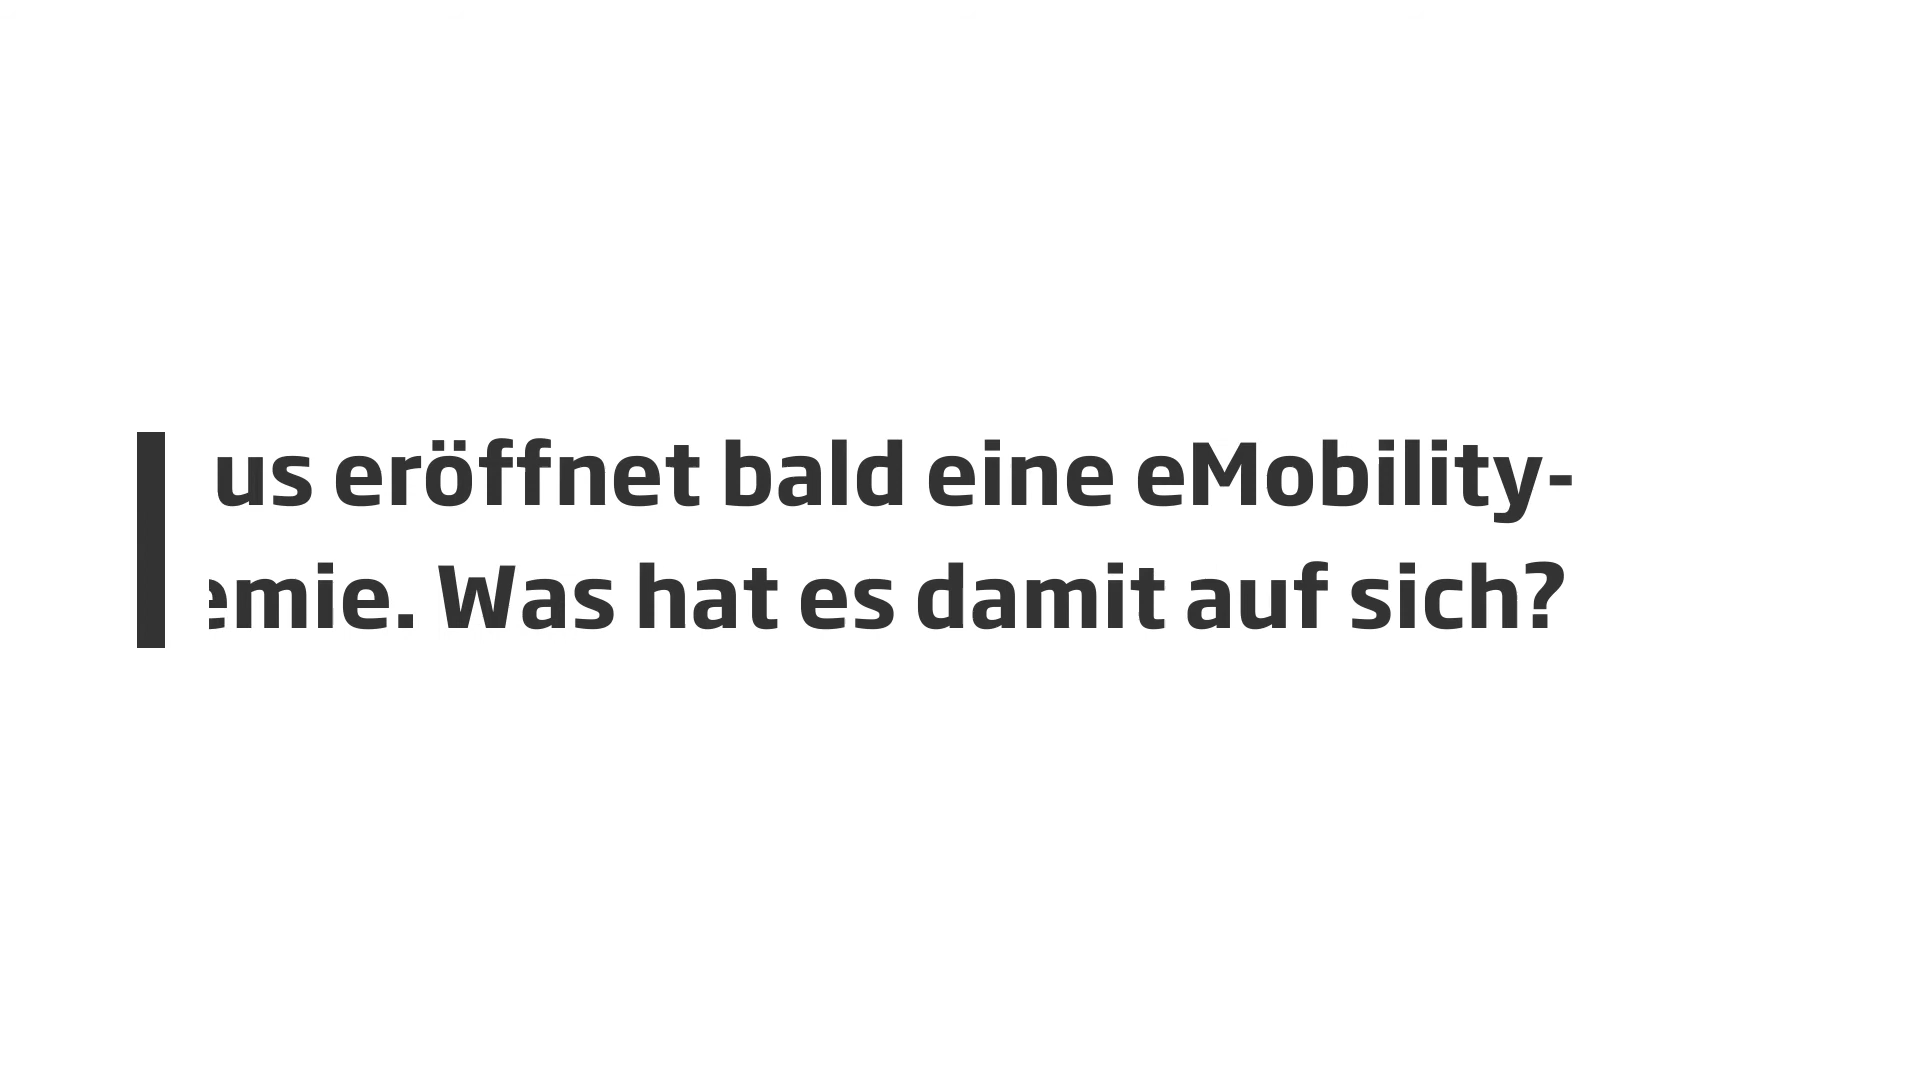 us eröffnet bald eine eMobility-
emie. Was hat es damit auf sich?